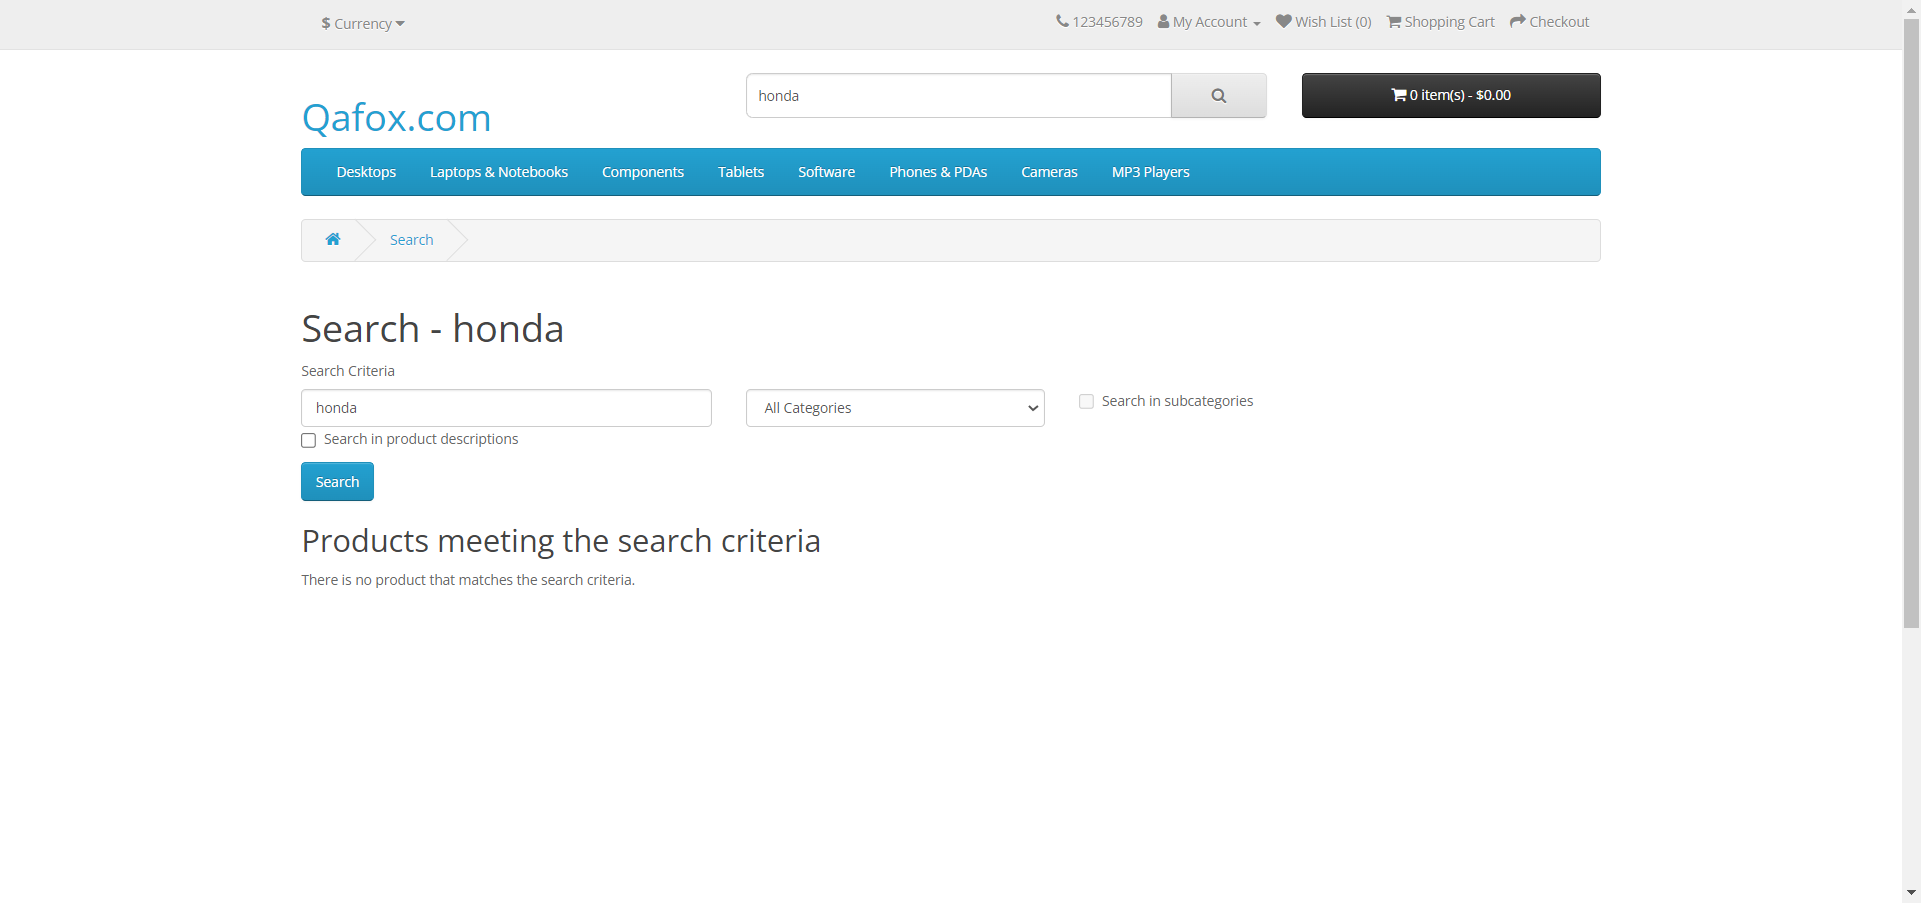 $ Currency
123456789 My Account Wish List (0) Shopping Cart Checkout
Qafox.com
honda
0 item(s) - $0.00
Desktops Laptops & Notebooks Components Tablets Software Phones & PDAs Cameras MP3 Players
Search
Search - honda
Search Criteria
honda
All Categories
Search in subcategories
Search in product descriptions
Search
Products meeting the search criteria
There is no product that matches the search criteria.